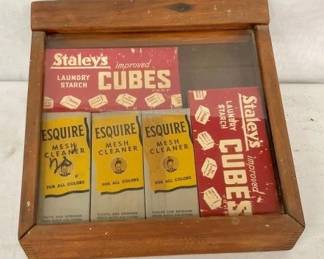 Staley's
improved
LAUNDRY
STARCH
CUBES
ESQUIRE
MESH
CLEANER
FOR ALL COLORS
ESQUIRE
MESH
CLEANER
FOR ALL COLORS
ESQUIRE
MESH
CLEANER
FOR ALL COLORS
Staley's
improved
LAUNDRY
STARCH
CUBES